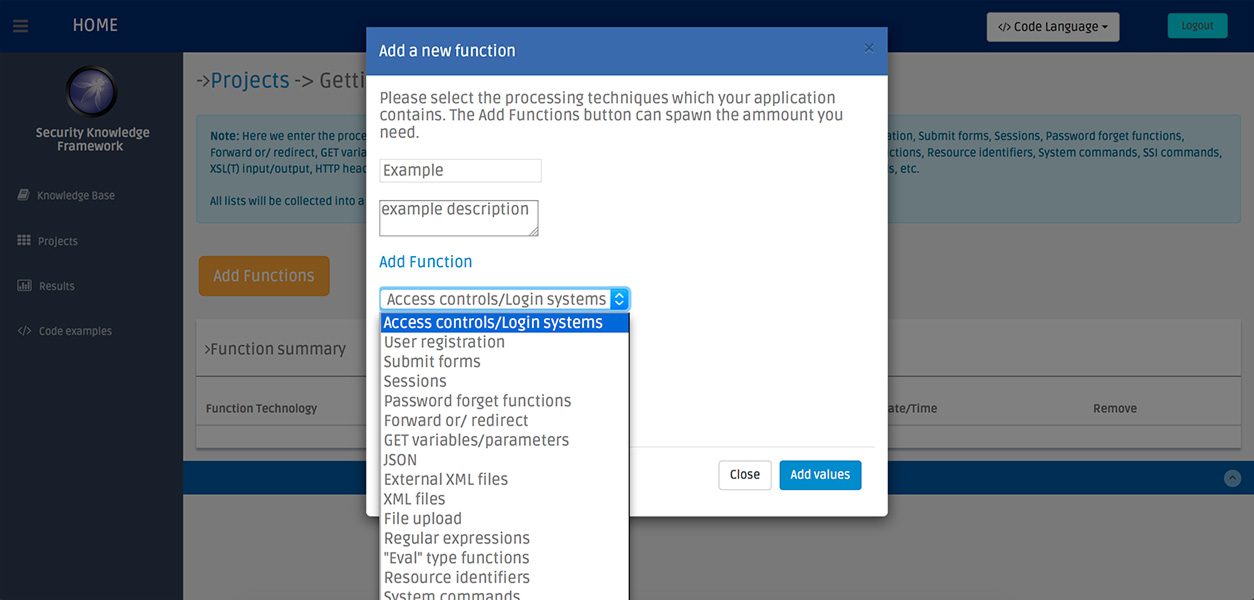 HOME
</> Code Language
Logout
Security Knowledge
Framework
Knowledge Base
Projects
Results
</> Code examples
->Projects -> Getti
Note: Here we enter the proce
Forward or/ redirect, GET varia
XSL(T) input/output, HTTP head
All lists will be collected into a
ation, Submit forms, Sessions, Password forget functions,
ctions, Resource identifiers, System commands, SSI commands,
s, etc.
Add Functions
>Function summary
Function Technology
ate/Time
Remove
Add a new function
×
Please select the processing techniques which your application
contains. The Add Functions button can spawn the ammount you
need.
Example
example description
Add Function
Access controls/Login systems
Access controls/Login systems
User registration
Submit forms
Sessions
Password forget functions
Forward or/ redirect
GET variables/parameters
JSON
External XML files
XML files
File upload
Regular expressions
"Eval" type functions
Resource identifiers
System commands
Close
Add values